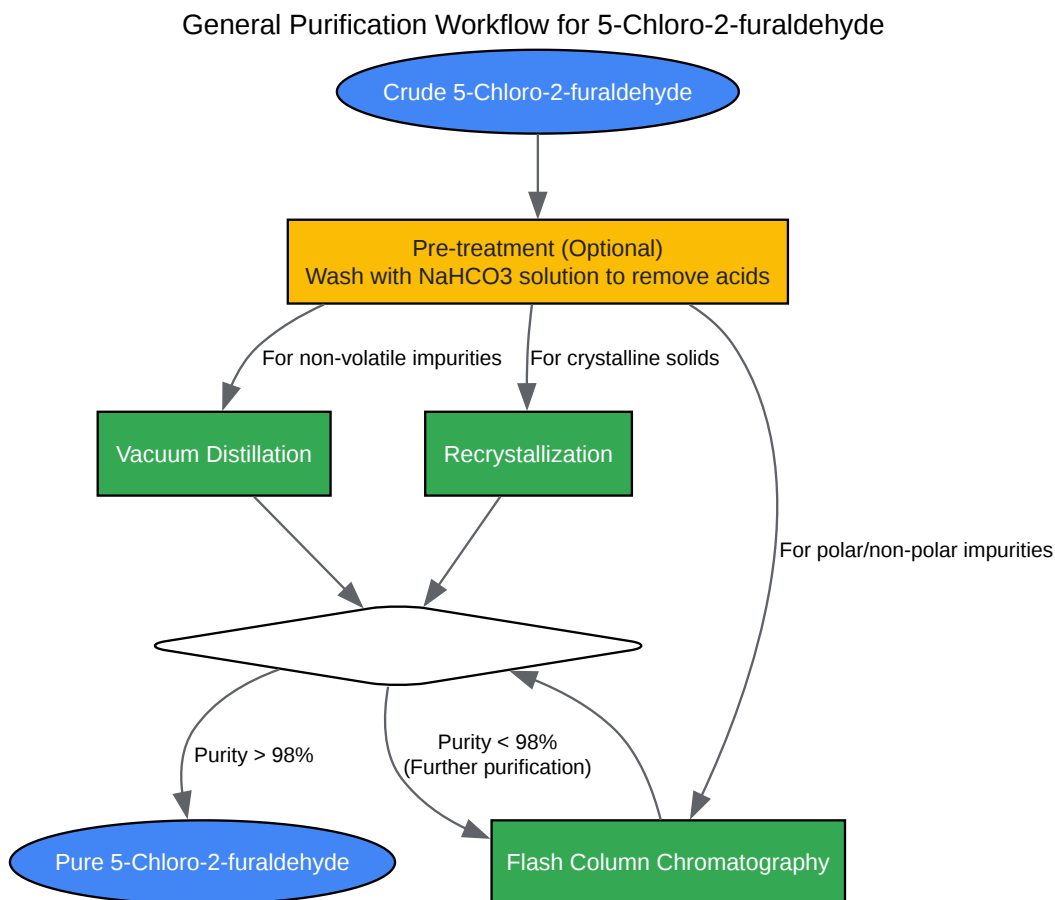 General Purification Workflow for 5-Chloro-2-furaldehyde
Crude 5-Chloro-2-furaldehyde
Pre-treatment (Optional)
Wash with NaHCO3 solution to remove acids
For non-volatile impurities
For crystalline solids
Vacuum Distillation
Recrystallization
For polar/non-polar impurities
Purity > 98%
Purity < 98%
(Further purification)
Pure 5-Chloro-2-furaldehyde
Flash Column Chromatography